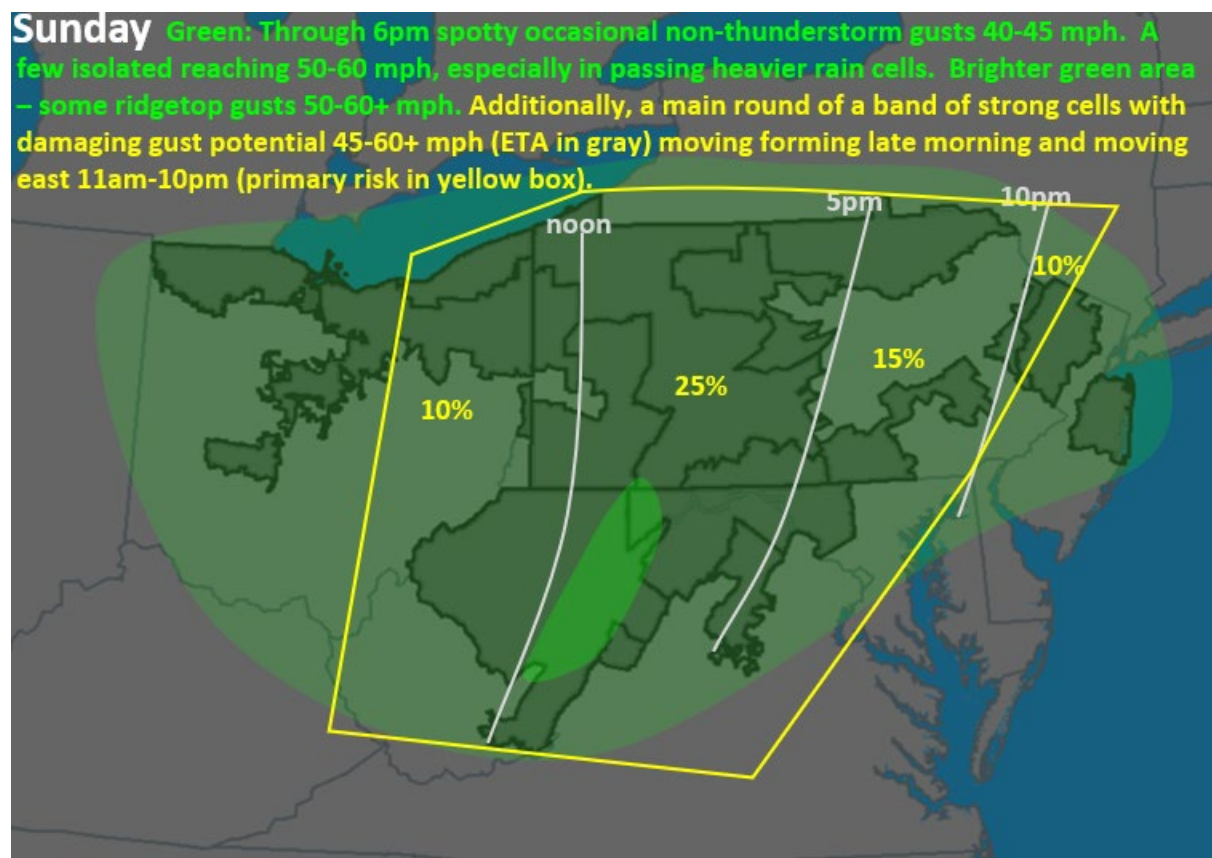 Sunday Green: Through 6pm spotty occasional non-thunderstorm gusts 40-45 mph. A
few isolated reaching 50-60 mph, especially in passing heavier rain cells. Brighter green area
– some ridgetop gusts 50-60+ mph. Additionally, a main round of a band of strong cells with
damaging gust potential 45-60+ mph (ETA in gray) moving forming late morning and moving
east 11am-10pm (primary risk in yellow box).
noon
5pm
10pm
10%
15%
25%
10%